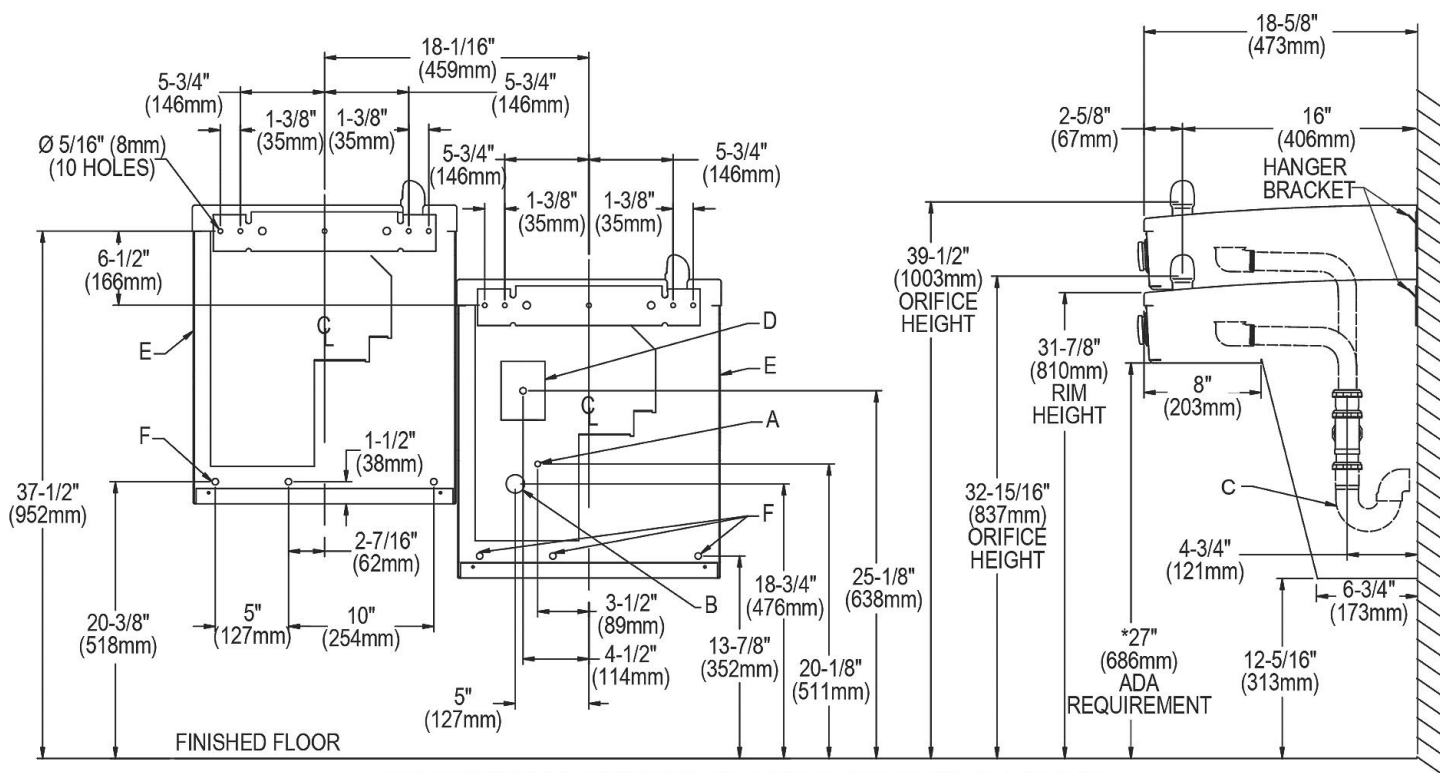 18-1/16"
(459mm)
5-3/4"
(146mm)
5-3/4"
(146mm)
1-3/8"
(35mm)
1-3/8"
(35mm)
Ø 5/16" (8mm)
(10 HOLES)
5-3/4"
(146mm)
5-3/4"
(146mm)
1-3/8"
(35mm)
1-3/8"
(35mm)
6-1/2"
(166mm)
E
CL
D
E
CL
A
F
1-1/2"
(38mm)
37-1/2"
(952mm)
F
2-7/16"
(62mm)
B
5"
(127mm)
10"
(254mm)
20-3/8"
(518mm)
3-1/2"
(89mm)
4-1/2"
(114mm)
5"
(127mm)
18-3/4"
(476mm)
13-7/8"
(352mm)
25-1/8"
(638mm)
20-1/8"
(511mm)
FINISHED FLOOR
18-5/8"
(473mm)
2-5/8"
(67mm)
16"
(406mm)
HANGER
BRACKET
39-1/2"
(1003mm)
ORIFICE
HEIGHT
31-7/8"
(810mm)
RIM
HEIGHT
8"
(203mm)
32-15/16"
(837mm)
ORIFICE
HEIGHT
C
4-3/4"
(121mm)
6-3/4"
(173mm)
*27"
(686mm)
ADA
REQUIREMENT
12-5/16"
(313mm)